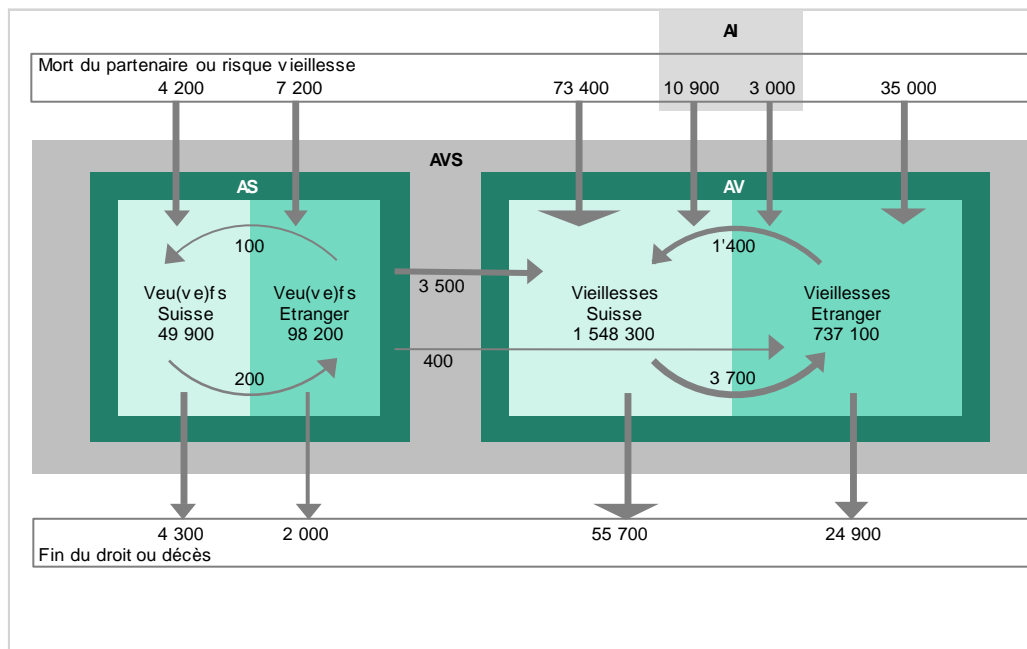 AI
Mort du partenaire ou risque vieillesse
4 200 7 200 73 400 10 900 3 000 35 000
AVS
AS AV
100 1'400
3 500
Veu(ve)fs Veu(ve)fs Vieillesses Vieillesses
Suisse Etranger Suisse Etranger
49 900 98 200 1 548 300 737 100
400
200 3 700
4 300 2 000 55 700 24 900
Fin du droit ou décès